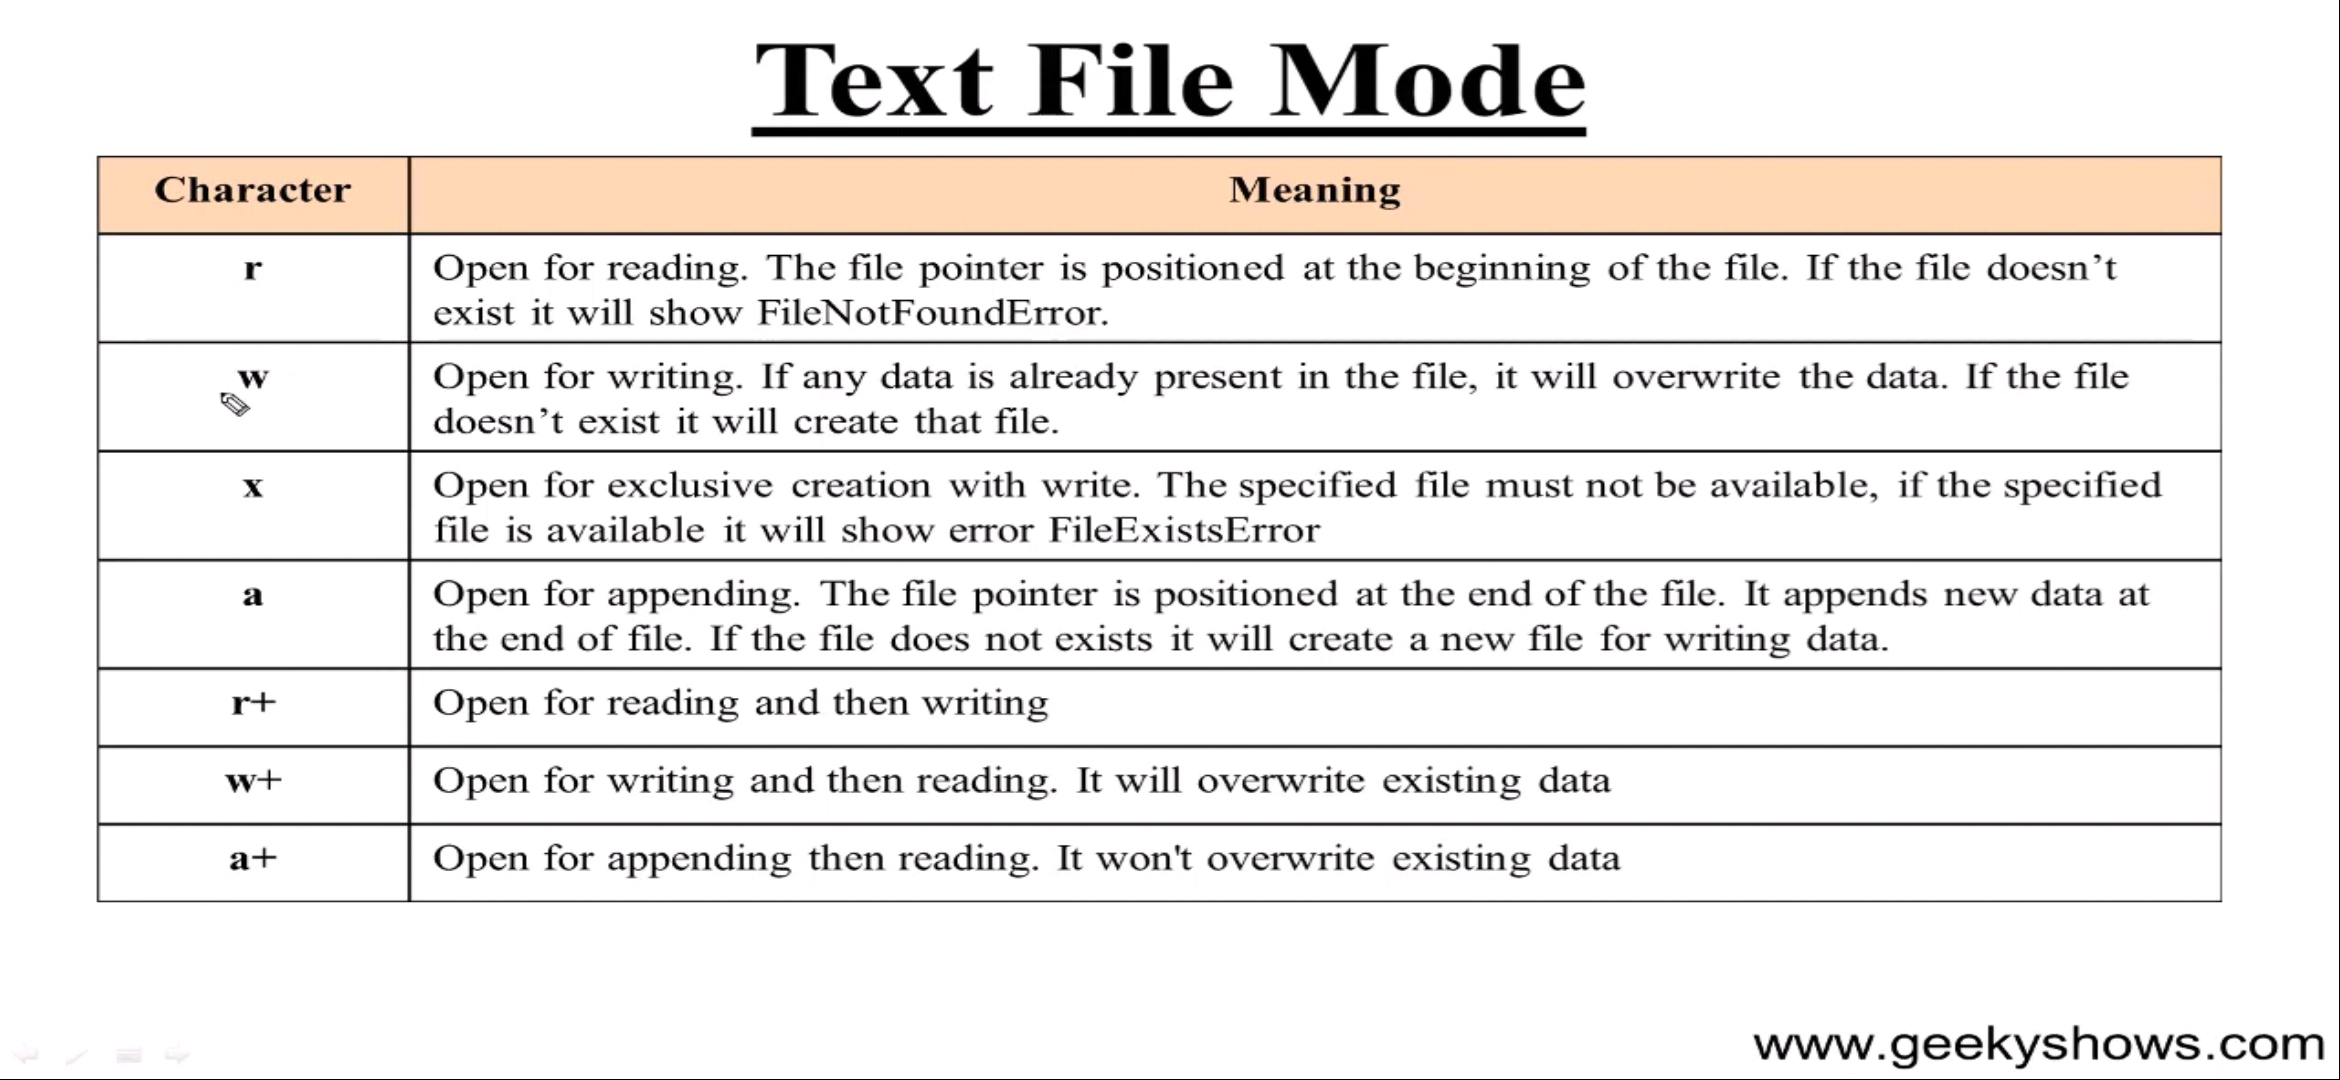 Text File Mode
Character
Meaning
r
Open for reading. The file pointer is positioned at the beginning of the file. If the file doesn’t
exist it will show FileNotFoundError.
w
Open for writing. If any data is already present in the file, it will overwrite the data. If the file
doesn’t exist it will create that file.
x
Open for exclusive creation with write. The specified file must not be available, if the specified
file is available it will show error FileExistsError
a
Open for appending. The file pointer is positioned at the end of the file. It appends new data at
the end of file. If the file does not exists it will create a new file for writing data.
r+
Open for reading and then writing
w+
Open for writing and then reading. It will overwrite existing data
a+
Open for appending then reading. It won't overwrite existing data
www.geekyshows.com